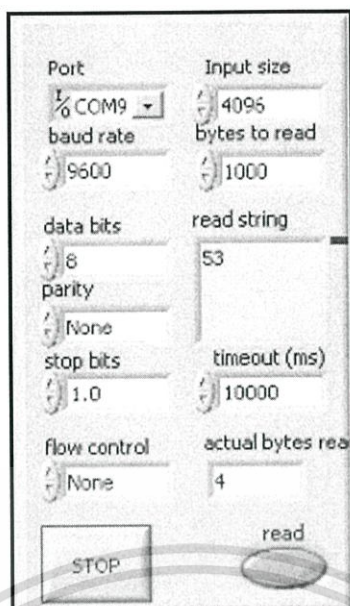 Port
COM9
baud rate
9600
data bits
8
parity
None
stop bits
1.0
flow control
None
STOP
Input size
4096
bytes to read
1000
read string
53
timeout (ms)
10000
actual bytes rea
4
read